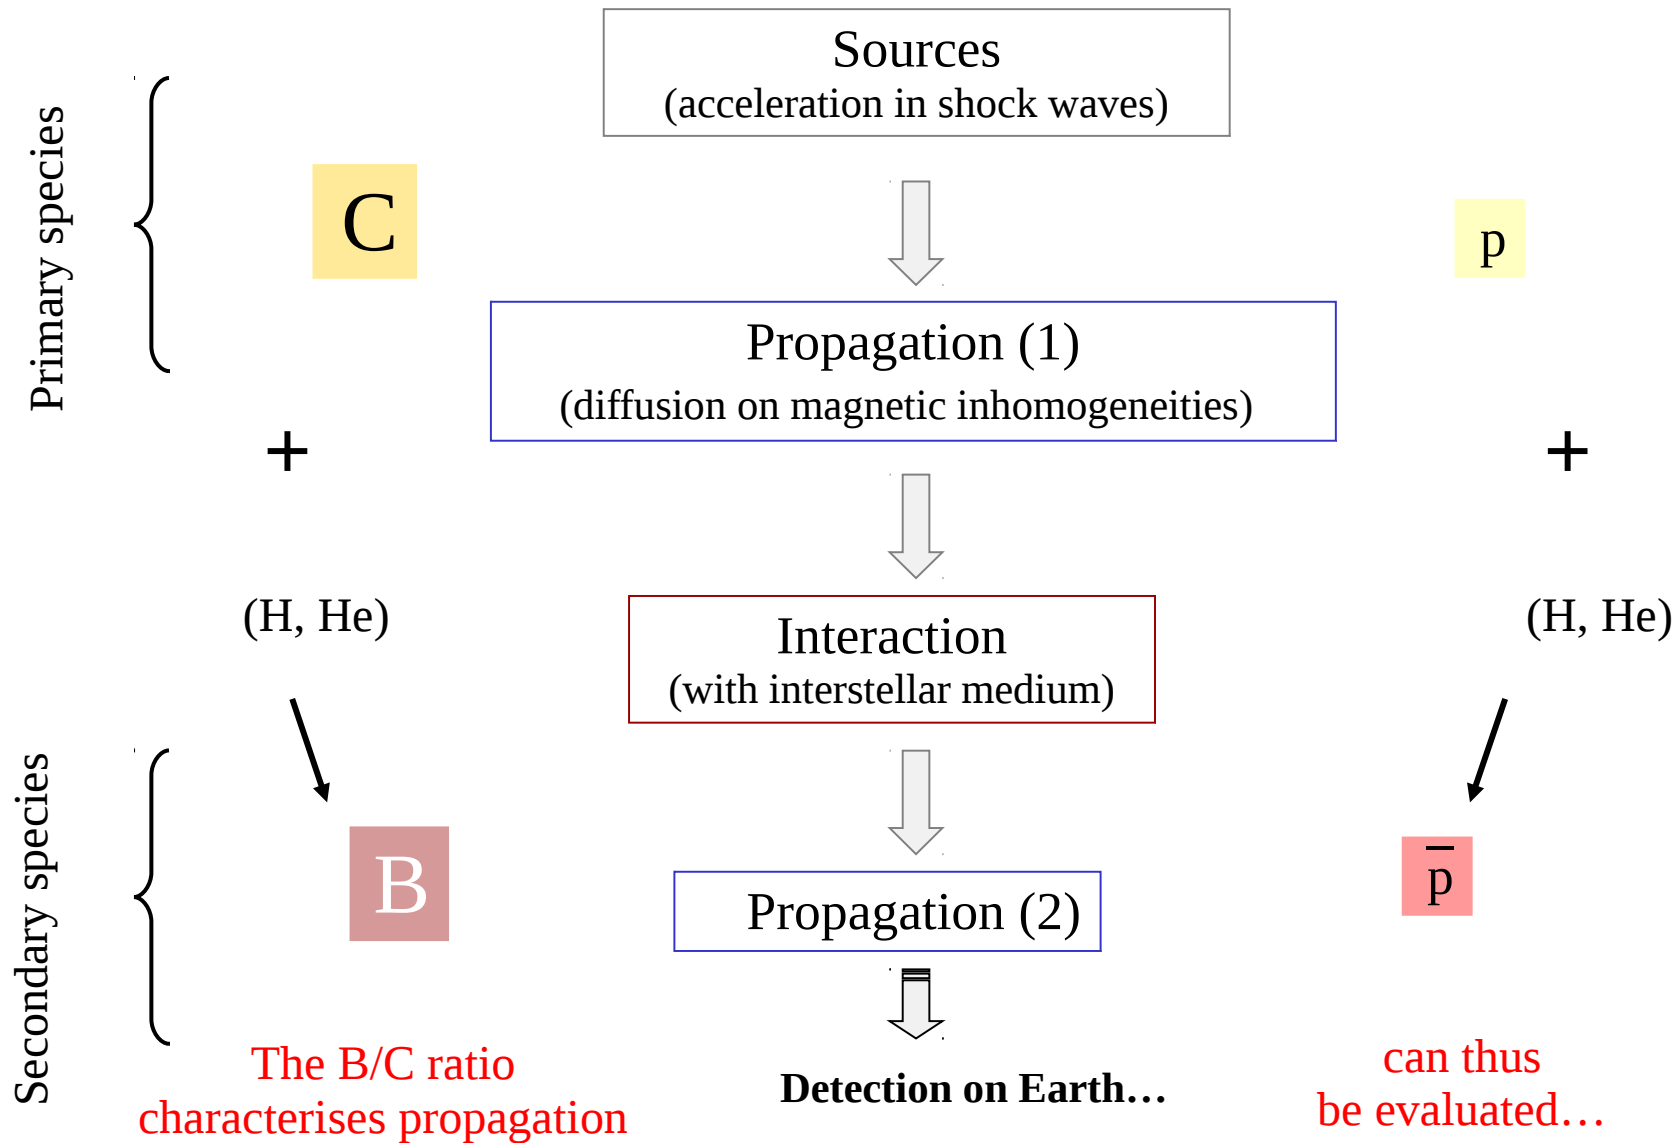 Sources
(acceleration in shock waves)
Primary species
C
p
Propagation (1)
(diffusion on magnetic inhomogeneities)
+
+
(H, He)
(H, He)
Interaction
(with interstellar medium)
Secondary species
B
p̅
Propagation (2)
The B/C ratio
characterises propagation
Detection on Earth…
can thus
be evaluated…